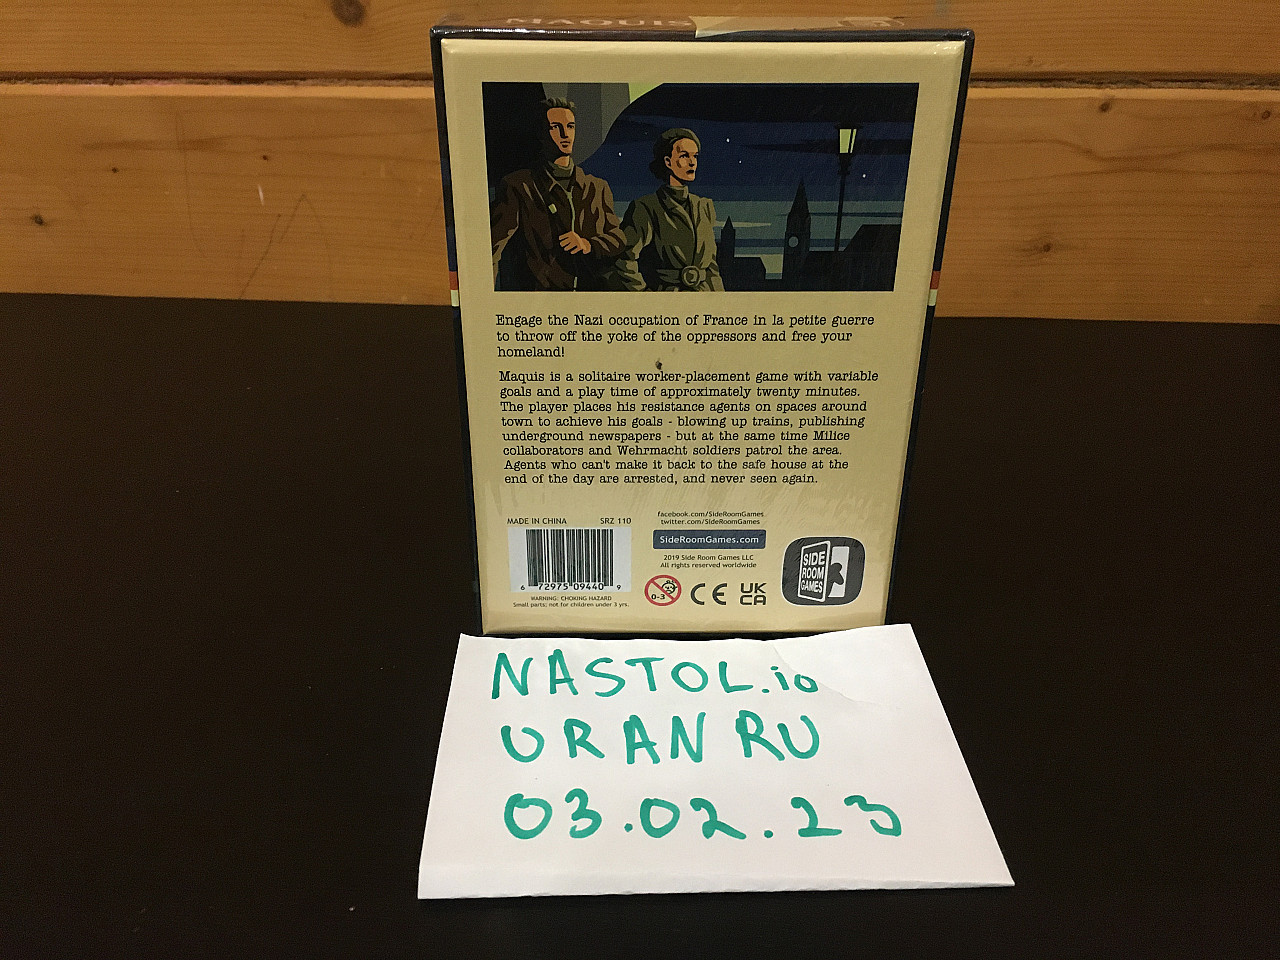 MAQUIS
Engage the Nazi occupation of France in la petite guerre
to throw off the yoke of the oppressors and free your
homeland!
Maquis is a solitaire worker-placement game with variable
goals and a play time of approximately twenty minutes.
The player places his resistance agents on spaces around
town to achieve his goals - blowing up trains, publishing
underground newspapers - but at the same time Milice
collaborators and Wehrmacht soldiers patrol the area.
Agents who can't make it back to the safe house at the
end of the day are arrested, and never seen again.
MADE IN CHINA SRZ 110
6 72975 09440 9
WARNING: CHOKING HAZARD
Small parts; not for children under 3 yrs.
facebook.com/SideRoomGames
twitter.com/SideRoomGames
SideRoomGames.com
2019 Side Room Games LLC
All rights reserved worldwide
0-3
CE
UK
CA
SIDE
ROOM
GAMES
NASTOL.io
URAN RU
03.02.23